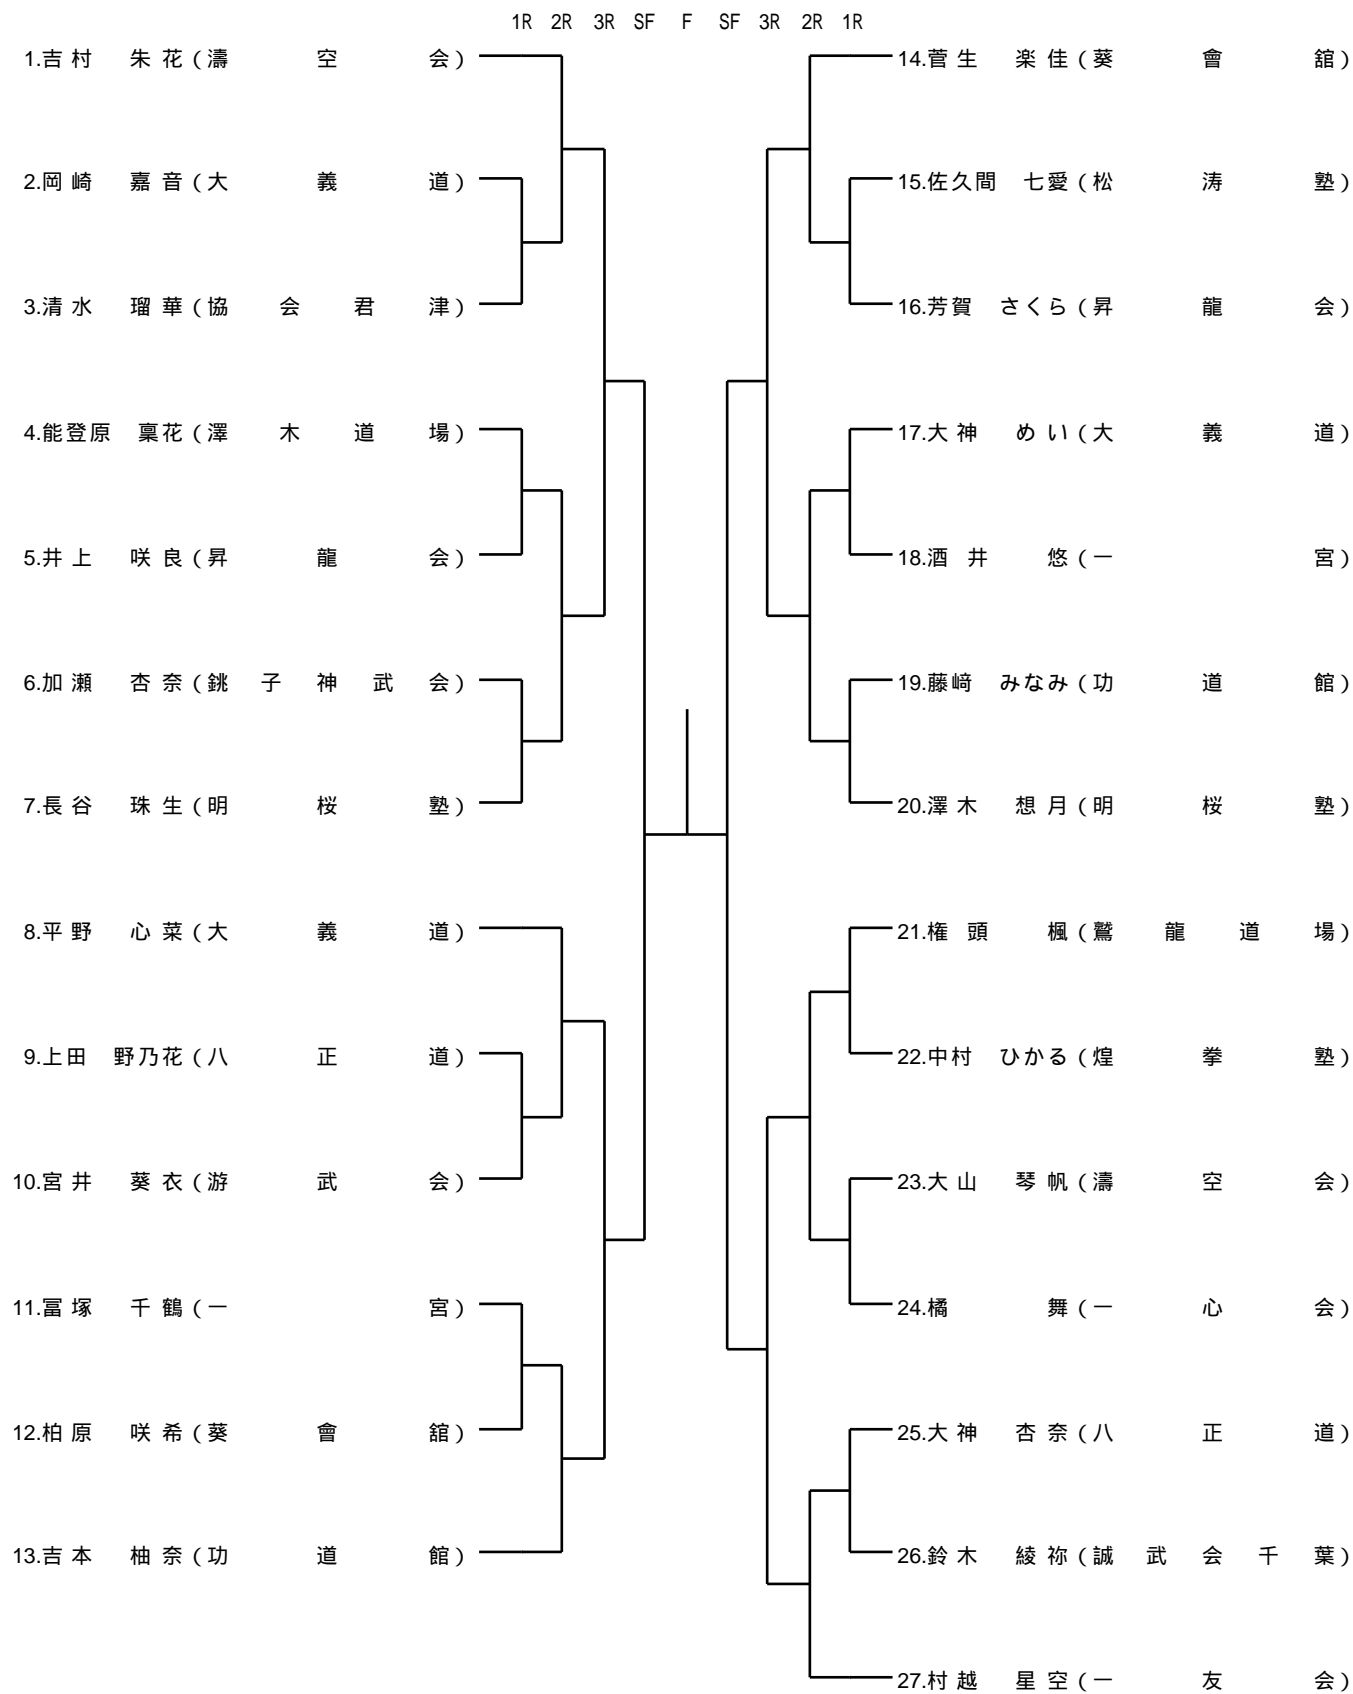 1R 2R 3R SF F SF 3R 2R 1R
1.吉村 朱花(濤空会)
2.岡崎 嘉音(大義道)
3.清水 瑠華(協会君津)
4.能登原 稟花(澤木道場)
5.井上 咲良(昇龍会)
6.加瀬 杏奈(銚子神武会)
7.長谷 珠生(明桜塾)
8.平野 心菜(大義道)
9.上田 野乃花(八正道)
10.宮井 葵衣(游武会)
11.冨塚 千鶴(一宮)
12.柏原 咲希(葵會舘)
13.吉本 柚奈(功道館)
14.菅生 楽佳(葵會舘)
15.佐久間 七愛(松涛塾)
16.芳賀 さくら(昇龍会)
17.大神 めい(大義道)
18.酒井 悠(一宮)
19.藤﨑 みなみ(功道館)
20.澤木 想月(明桜塾)
21.権頭 楓(鷲龍道場)
22.中村 ひかる(煌拳塾)
23.大山 琴帆(濤空会)
24.橘 舞(一心会)
25.大神 杏奈(八正道)
26.鈴木 綾祢(誠武会千葉)
27.村越 星空(一友会)